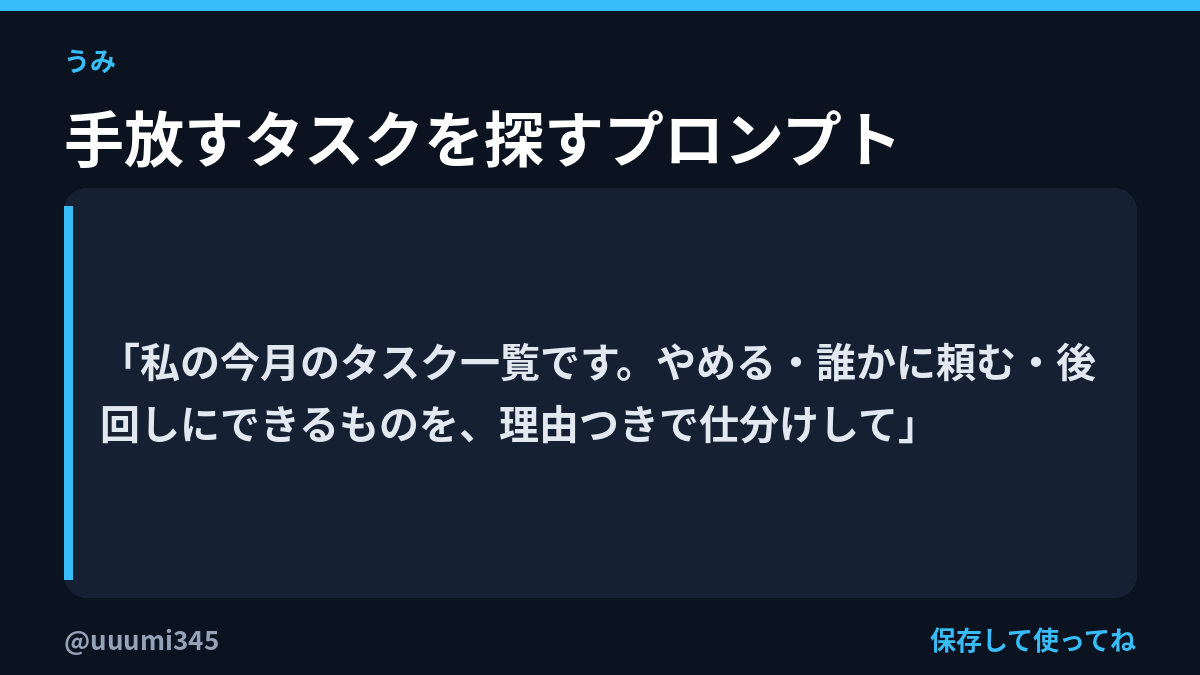 うみ
手放すタスクを探すプロンプト
「私の今月のタスク一覧です。やめる・誰かに頼む・後
回しにできるものを、理由つきで仕分けして」
@uuumi345
保存して使ってね